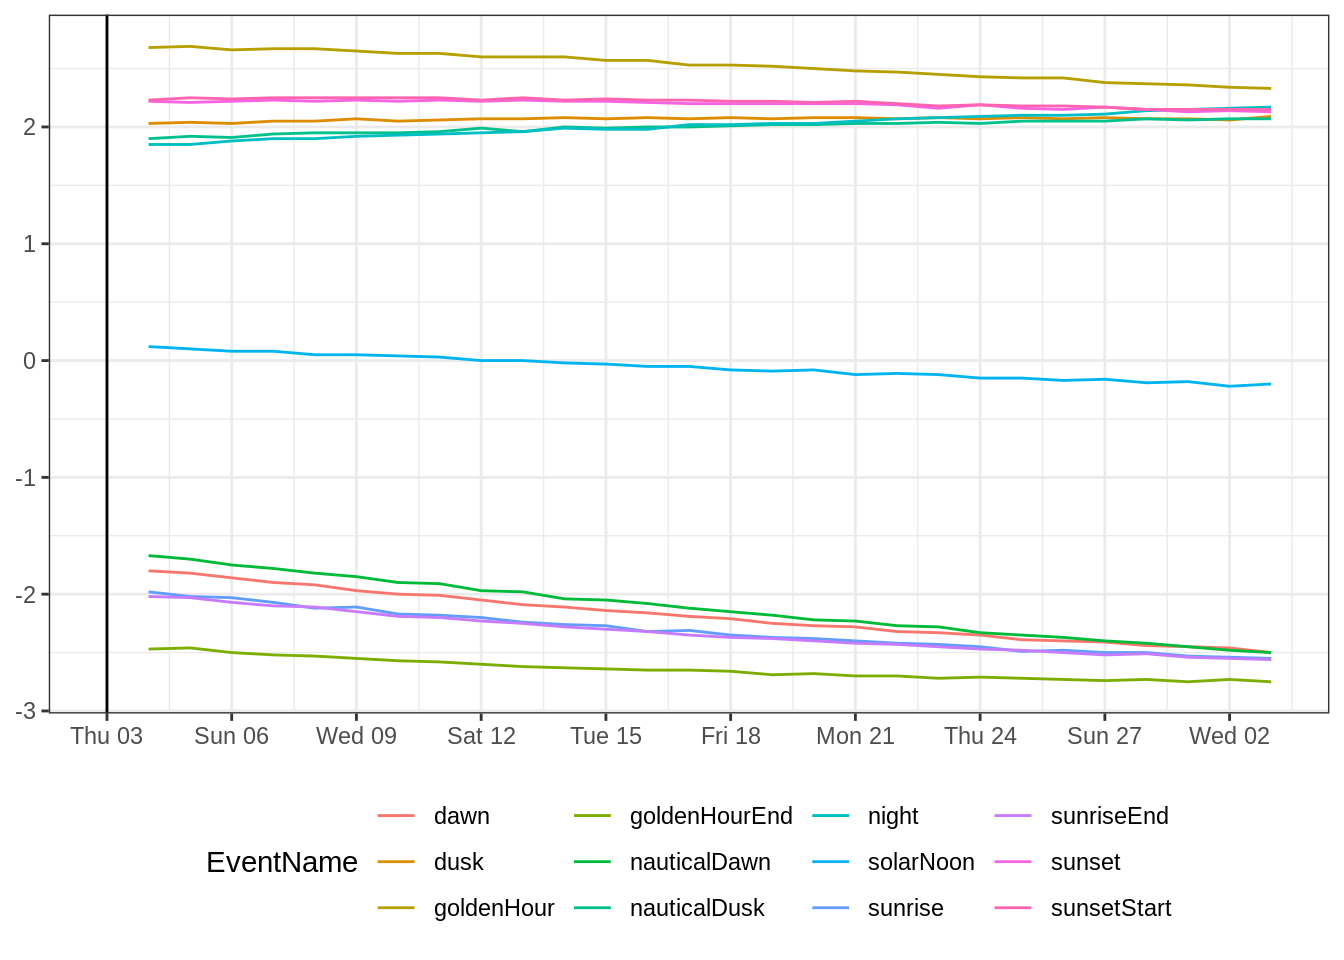 2
1
0
-1
-2
-3
Thu 03 Sun 06 Wed 09 Sat 12 Tue 15 Fri 18 Mon 21 Thu 24 Sun 27 Wed 02
EventName
dawn goldenHourEnd night sunriseEnd
dusk nauticalDawn solarNoon sunset
goldenHour nauticalDusk sunrise sunsetStart